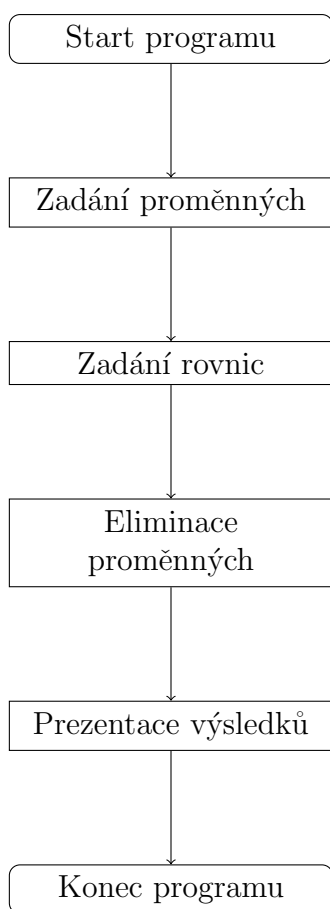 Start programu
Zadání proměnných
Zadání rovnic
Eliminace
proměnných
Prezentace výsledků
Konec programu